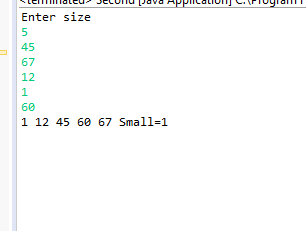 <terminated> Second [Java Application] C:\Program F
Enter size
5
45
67
12
1
60
1 12 45 60 67 Small=1